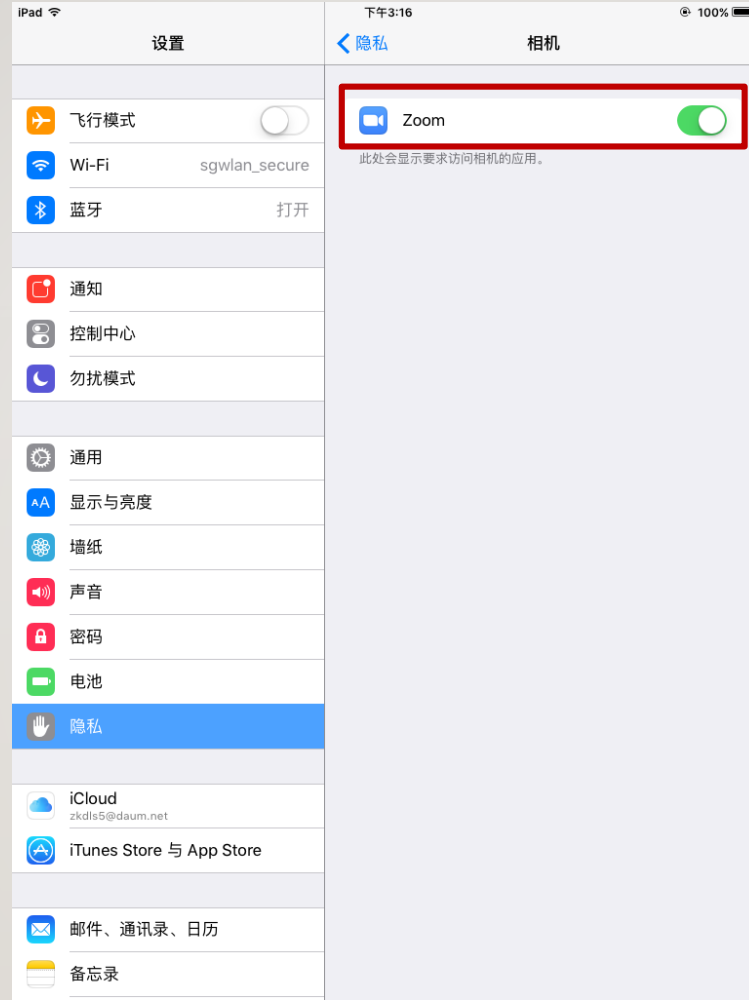 iPad
下午3:16
100%
设置
隐私
相机
飞行模式
Wi-Fi
sgwlan_secure
蓝牙
打开
通知
控制中心
勿扰模式
通用
显示与亮度
墙纸
声音
密码
电池
隐私
iCloud
zkdls5@daum.net
iTunes Store 与 App Store
邮件、通讯录、日历
备忘录
Zoom
此处会显示要求访问相机的应用。